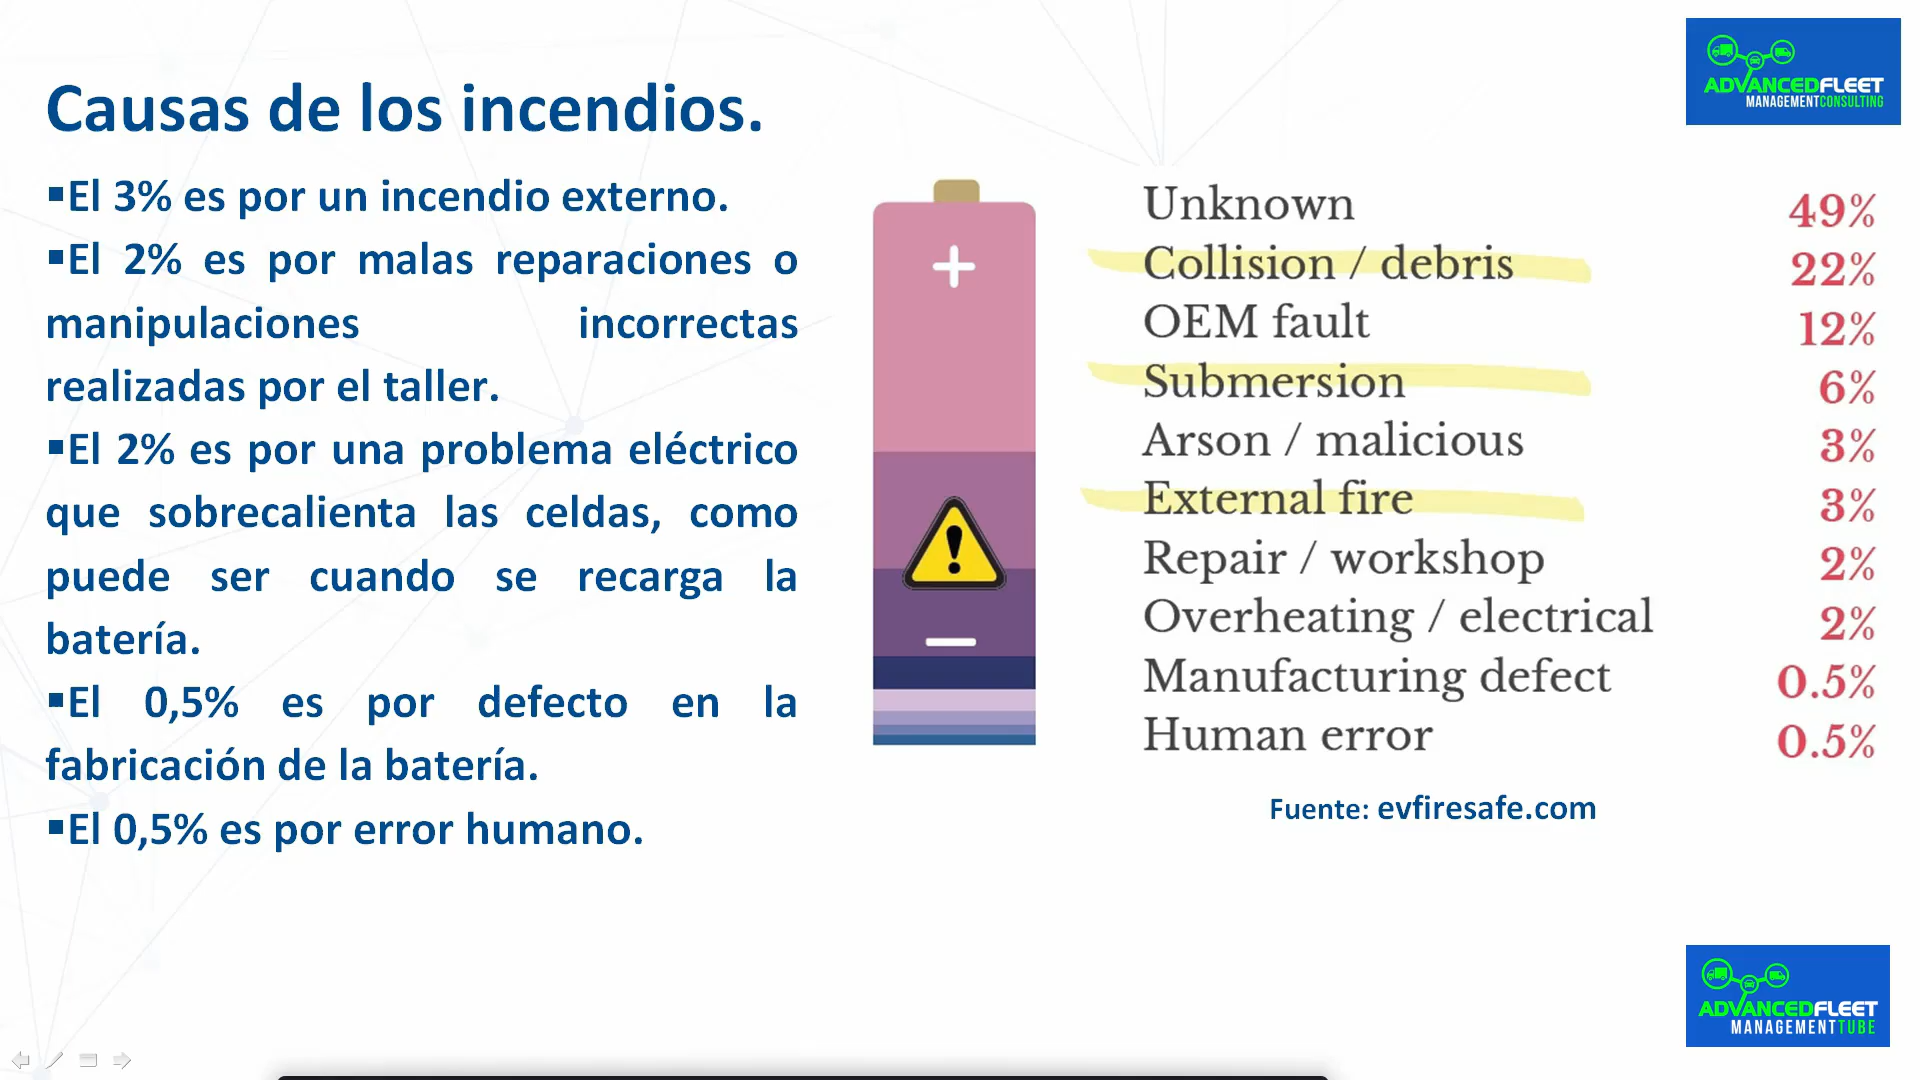 Causas de los incendios.
▪El 3% es por un incendio externo.
▪El 2% es por malas reparaciones o
manipulaciones incorrectas
realizadas por el taller.
▪El 2% es por una problema eléctrico
que sobrecalienta las celdas, como
puede ser cuando se recarga la
batería.
▪El 0,5% es por defecto en la
fabricación de la batería.
▪El 0,5% es por error humano.
Unknown 49%
Collision / debris 22%
OEM fault 12%
Submersion 6%
Arson / malicious 3%
External fire 3%
Repair / workshop 2%
Overheating / electrical 2%
Manufacturing defect 0.5%
Human error 0.5%
Fuente: evfiresafe.com
ADVANCEDFLEET
MANAGEMENTCONSULTING
ADVANCEDFLEET
MANAGEMENTTUBE